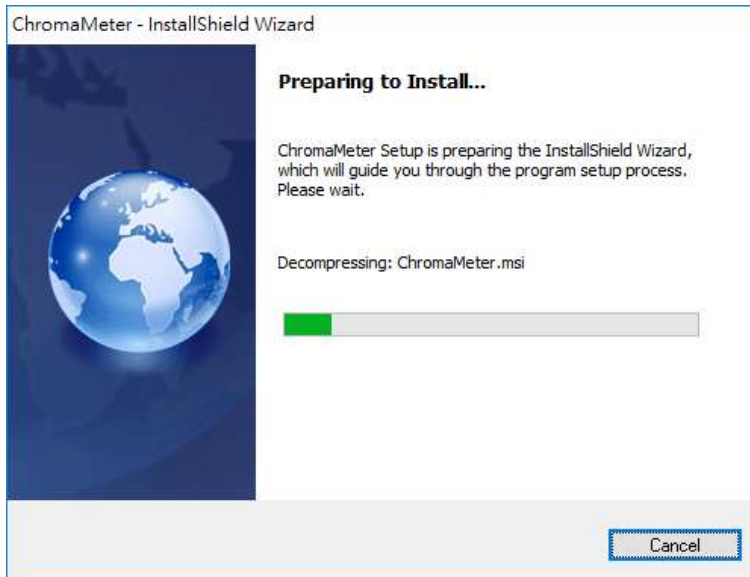 ChromaMeter - InstallShield Wizard
Preparing to Install...
ChromaMeter Setup is preparing the InstallShield Wizard,
which will guide you through the program setup process.
Please wait.
Decompressing: ChromaMeter.msi
Cancel